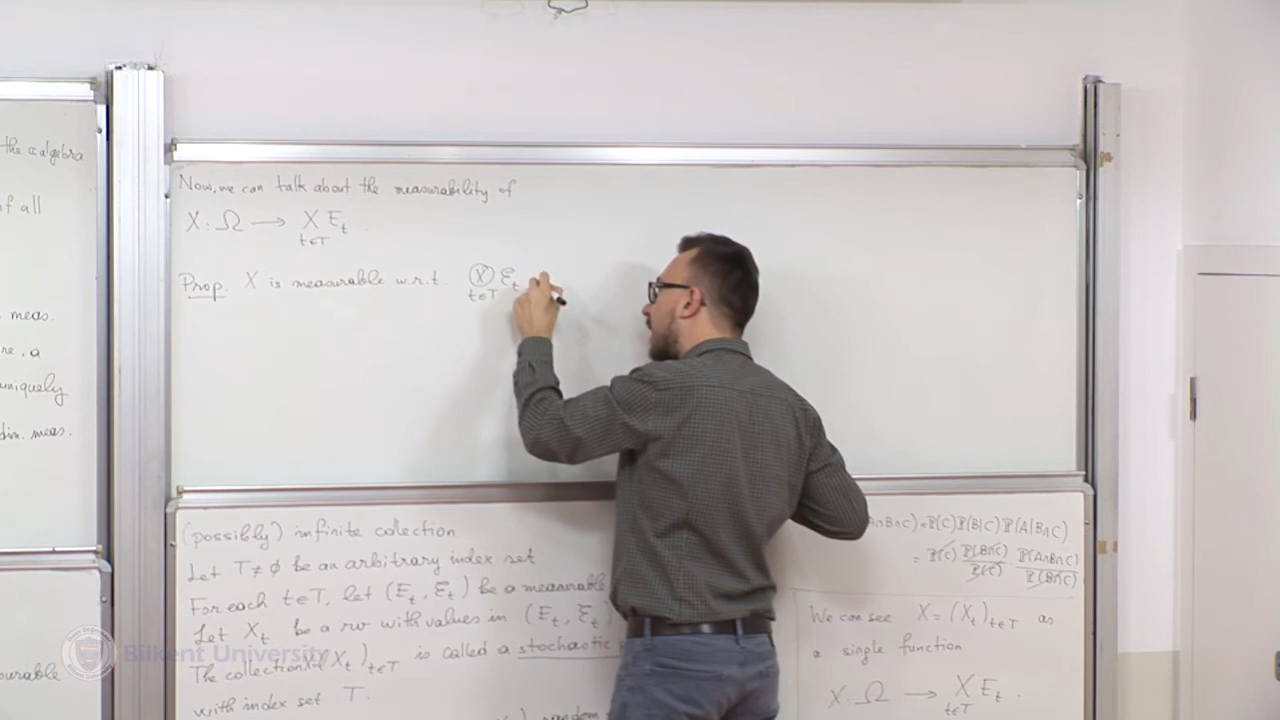 the σ algebra
of all
meas.
re. a
uniquely
dim. meas.
Now, we can talk about the measurability of
X : Ω → X E_t
t∈T
Prop. X is measurable w.r.t. ⊗ ℰ_t
t∈T
(possibly) infinite collection
Let T ≠ ∅ be an arbitrary index set
For each t∈T, let (E_t, ℰ_t) be a measurable
Let X_t be a rv with values in (E_t, ℰ_t)
The collection (X_t)_{t∈T} is called a stochastic
with index set T.
random
A∩B∩C) = ℙ(C) ℙ(B|C) ℙ(A|B∩C)
= ℙ(C) ℙ(B∩C) / ℙ(C) ℙ(A∩B∩C) / ℙ(B∩C)
We can see X = (X_t)_{t∈T} as
a single function
X : Ω → X E_t .
t∈T
Bilkent University